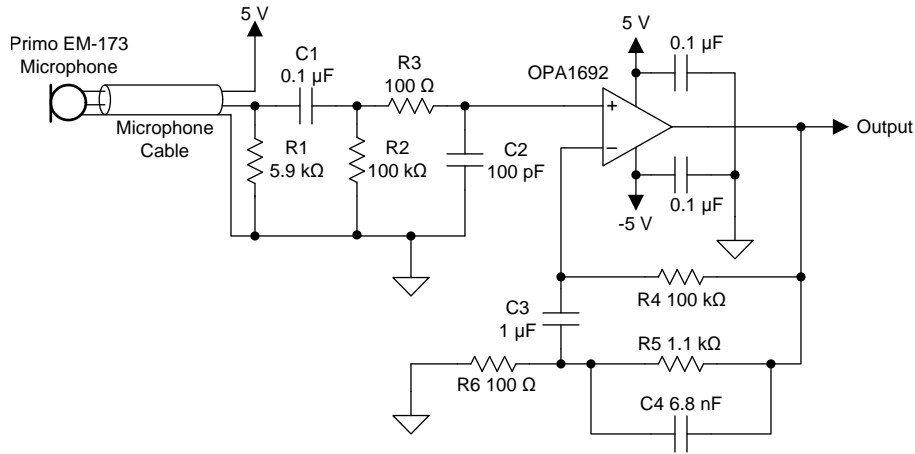 5 V
Primo EM-173
Microphone
Microphone
Cable
C1
0.1 µF
R3
100 Ω
R1
5.9 kΩ
R2
100 kΩ
C2
100 pF
OPA1692
5 V
0.1 µF
+
−
Output
0.1 µF
-5 V
R4 100 kΩ
C3
1 µF
R5 1.1 kΩ
R6 100 Ω
C4 6.8 nF